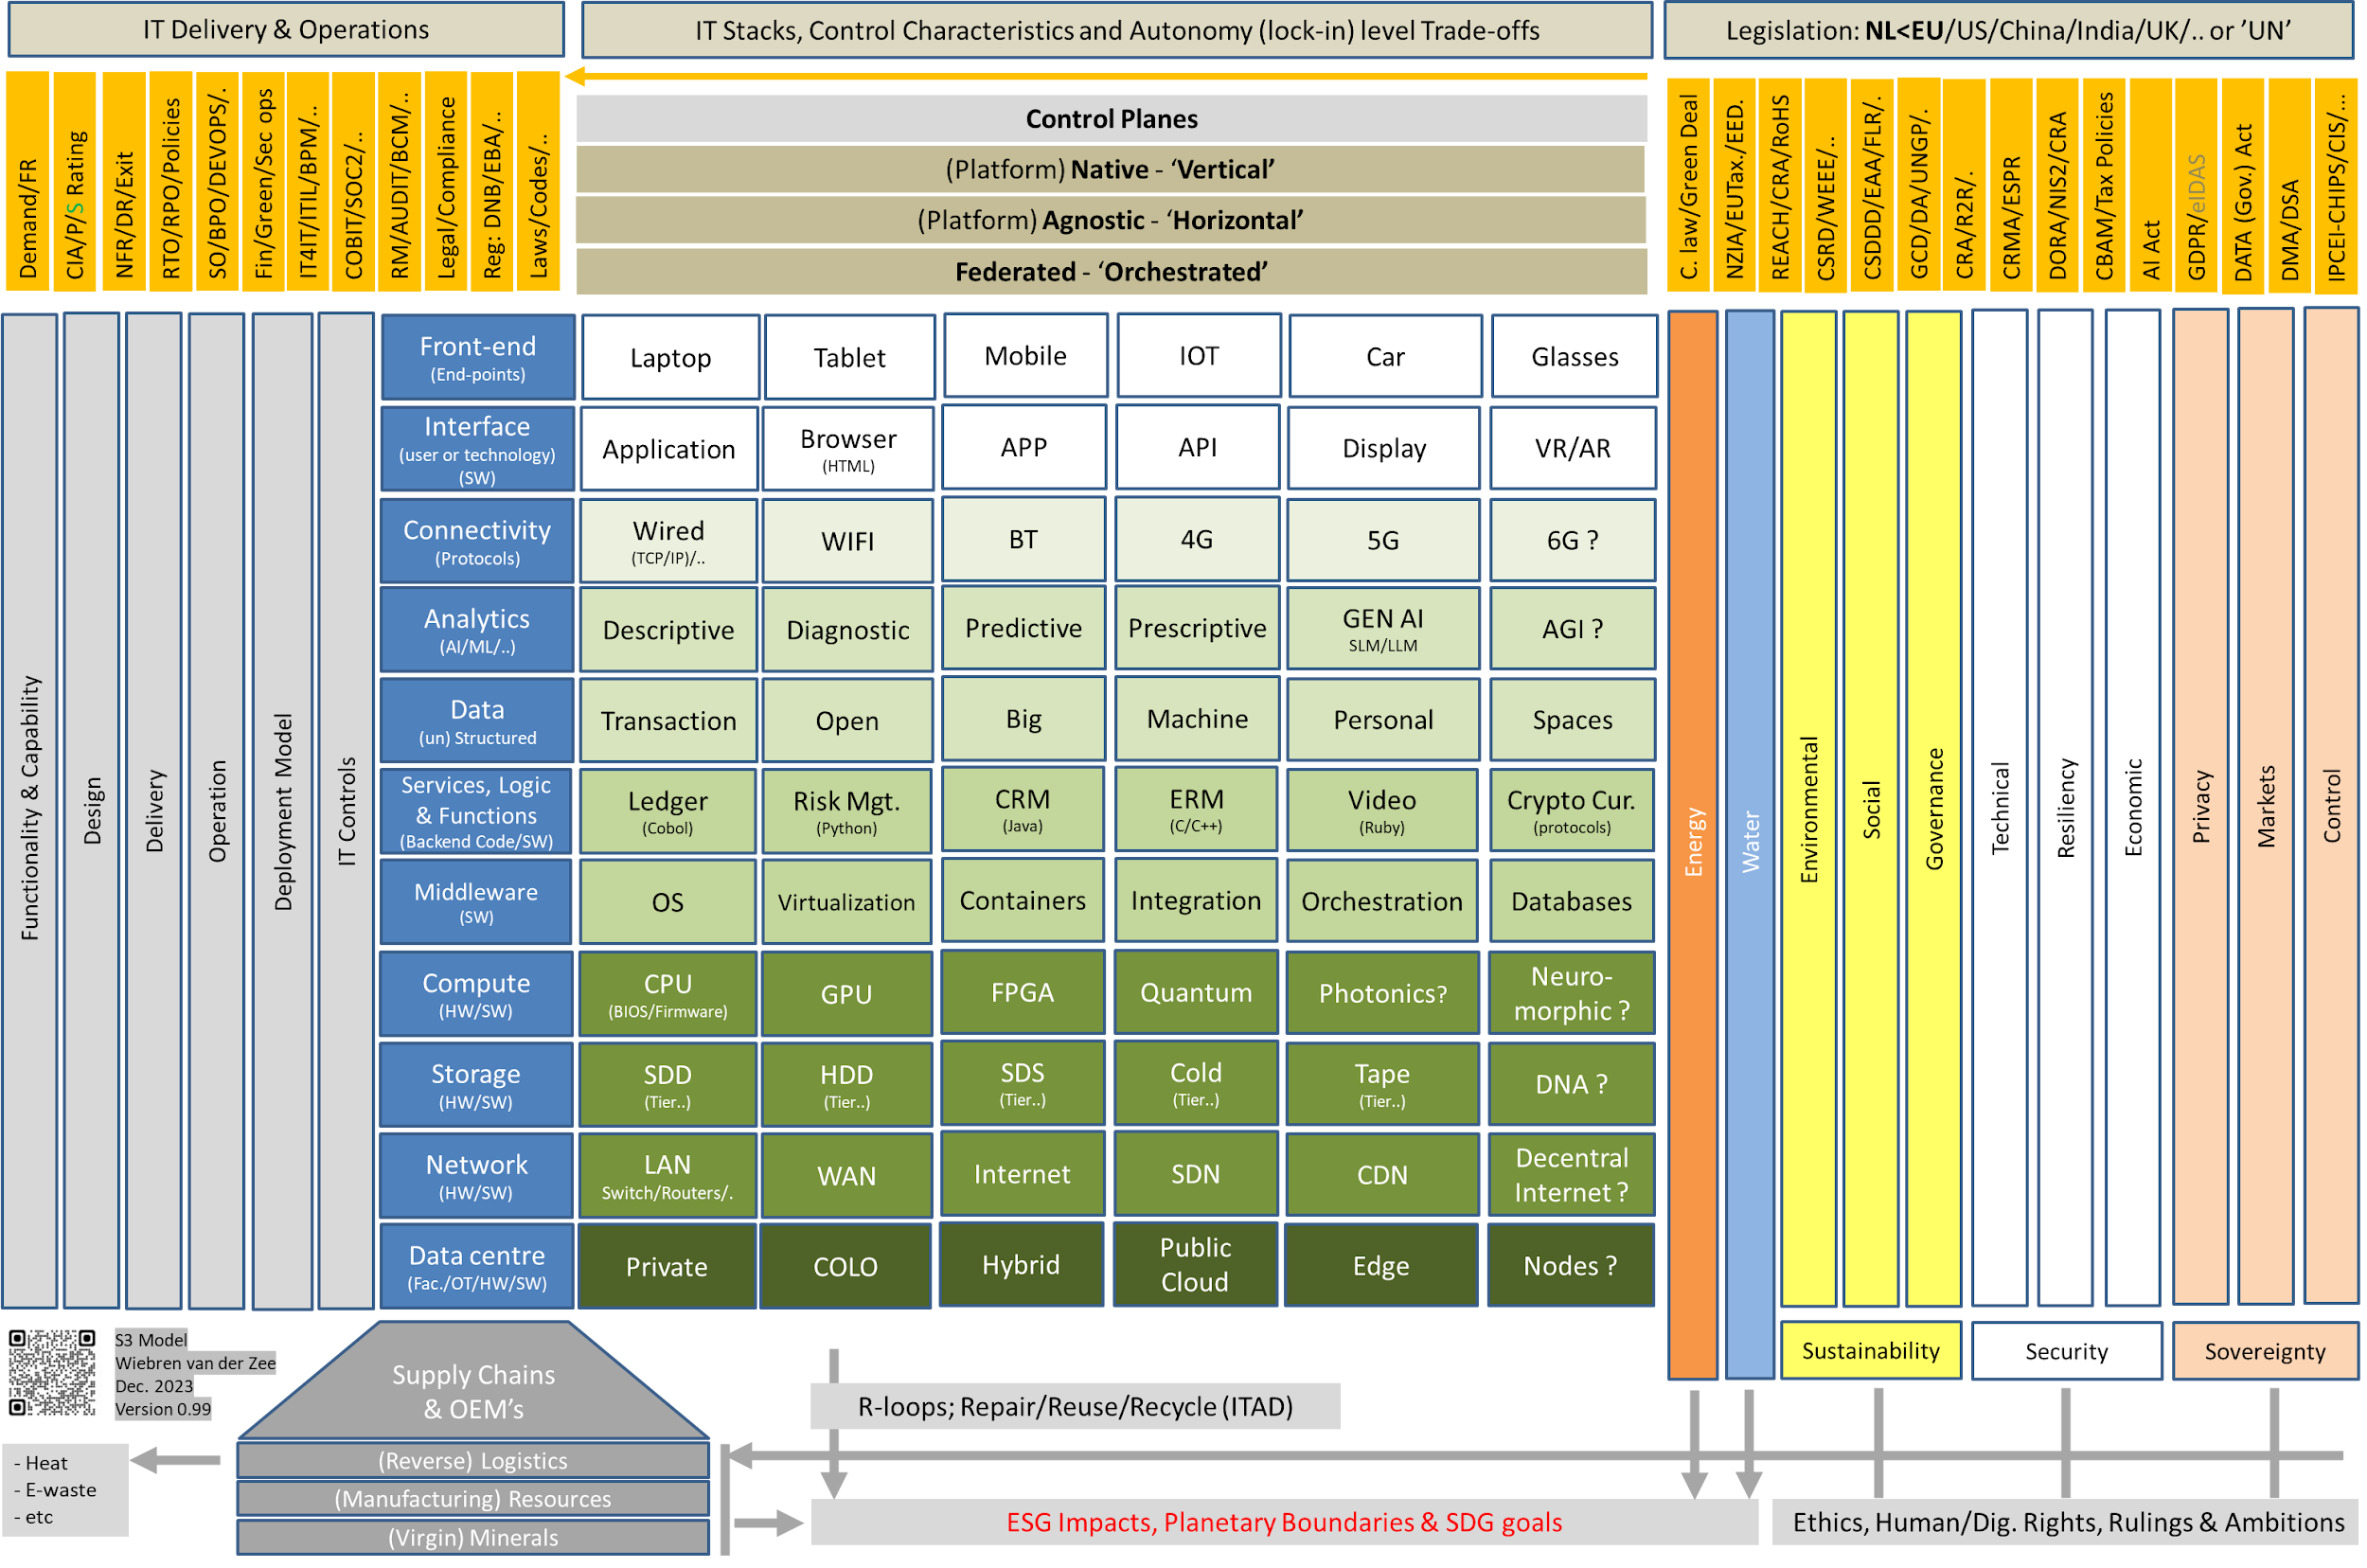 IT Delivery & Operations
IT Stacks, Control Characteristics and Autonomy (lock-in) level Trade-offs
Legislation: NL<EU/US/China/India/UK/.. or ’UN’
Demand/FR
CIA/P/S Rating
NFR/DR/Exit
RTO/RPO/Policies
SO/BPO/DEVOPS/.
Fin/Green/Sec ops
IT4IT/ITIL/BPM/..
COBIT/SOC2/..
RM/AUDIT/BCM/..
Legal/Compliance
Reg: DNB/EBA/..
Laws/Codes/..
Control Planes
(Platform) Native - ‘Vertical’
(Platform) Agnostic - ‘Horizontal’
Federated - ‘Orchestrated’
C. law/Green Deal
NZIA/EUTax./EED.
REACH/CRA/RoHS
CSRD/WEEE/..
CSDDD/EAA/FLR/.
GCD/DA/UNGP/.
CRA/R2R/.
CRMA/ESPR
DORA/NIS2/CRA
CBAM/Tax Policies
AI Act
GDPR/eIDAS
DATA (Gov.) Act
DMA/DSA
IPCEI-CHIPS/CIS/...
Functionality & Capability
Design
Delivery
Operation
Deployment Model
IT Controls
Front-end
(End-points)
Laptop
Tablet
Mobile
IOT
Car
Glasses
Interface
(user or technology)
(SW)
Application
Browser
(HTML)
APP
API
Display
VR/AR
Connectivity
(Protocols)
Wired
(TCP/IP)/..
WIFI
BT
4G
5G
6G ?
Analytics
(AI/ML/..)
Descriptive
Diagnostic
Predictive
Prescriptive
GEN AI
SLM/LLM
AGI ?
Data
(un) Structured
Transaction
Open
Big
Machine
Personal
Spaces
Services, Logic
& Functions
(Backend Code/SW)
Ledger
(Cobol)
Risk Mgt.
(Python)
CRM
(Java)
ERM
(C/C++)
Video
(Ruby)
Crypto Cur.
(protocols)
Middleware
(SW)
OS
Virtualization
Containers
Integration
Orchestration
Databases
Compute
(HW/SW)
CPU
(BIOS/Firmware)
GPU
FPGA
Quantum
Photonics?
Neuro-
morphic ?
Storage
(HW/SW)
SDD
(Tier..)
HDD
(Tier..)
SDS
(Tier..)
Cold
(Tier..)
Tape
(Tier..)
DNA ?
Network
(HW/SW)
LAN
Switch/Routers/.
WAN
Internet
SDN
CDN
Decentral
Internet ?
Data centre
(Fac./OT/HW/SW)
Private
COLO
Hybrid
Public
Cloud
Edge
Nodes ?
Energy
Water
Environmental
Social
Governance
Technical
Resiliency
Economic
Privacy
Markets
Control
Sustainability
Security
Sovereignty
S3 Model
Wiebren van der Zee
Dec. 2023
Version 0.99
Supply Chains
& OEM’s
(Reverse) Logistics
(Manufacturing) Resources
(Virgin) Minerals
- Heat
- E-waste
- etc
R-loops; Repair/Reuse/Recycle (ITAD)
ESG Impacts, Planetary Boundaries & SDG goals
Ethics, Human/Dig. Rights, Rulings & Ambitions